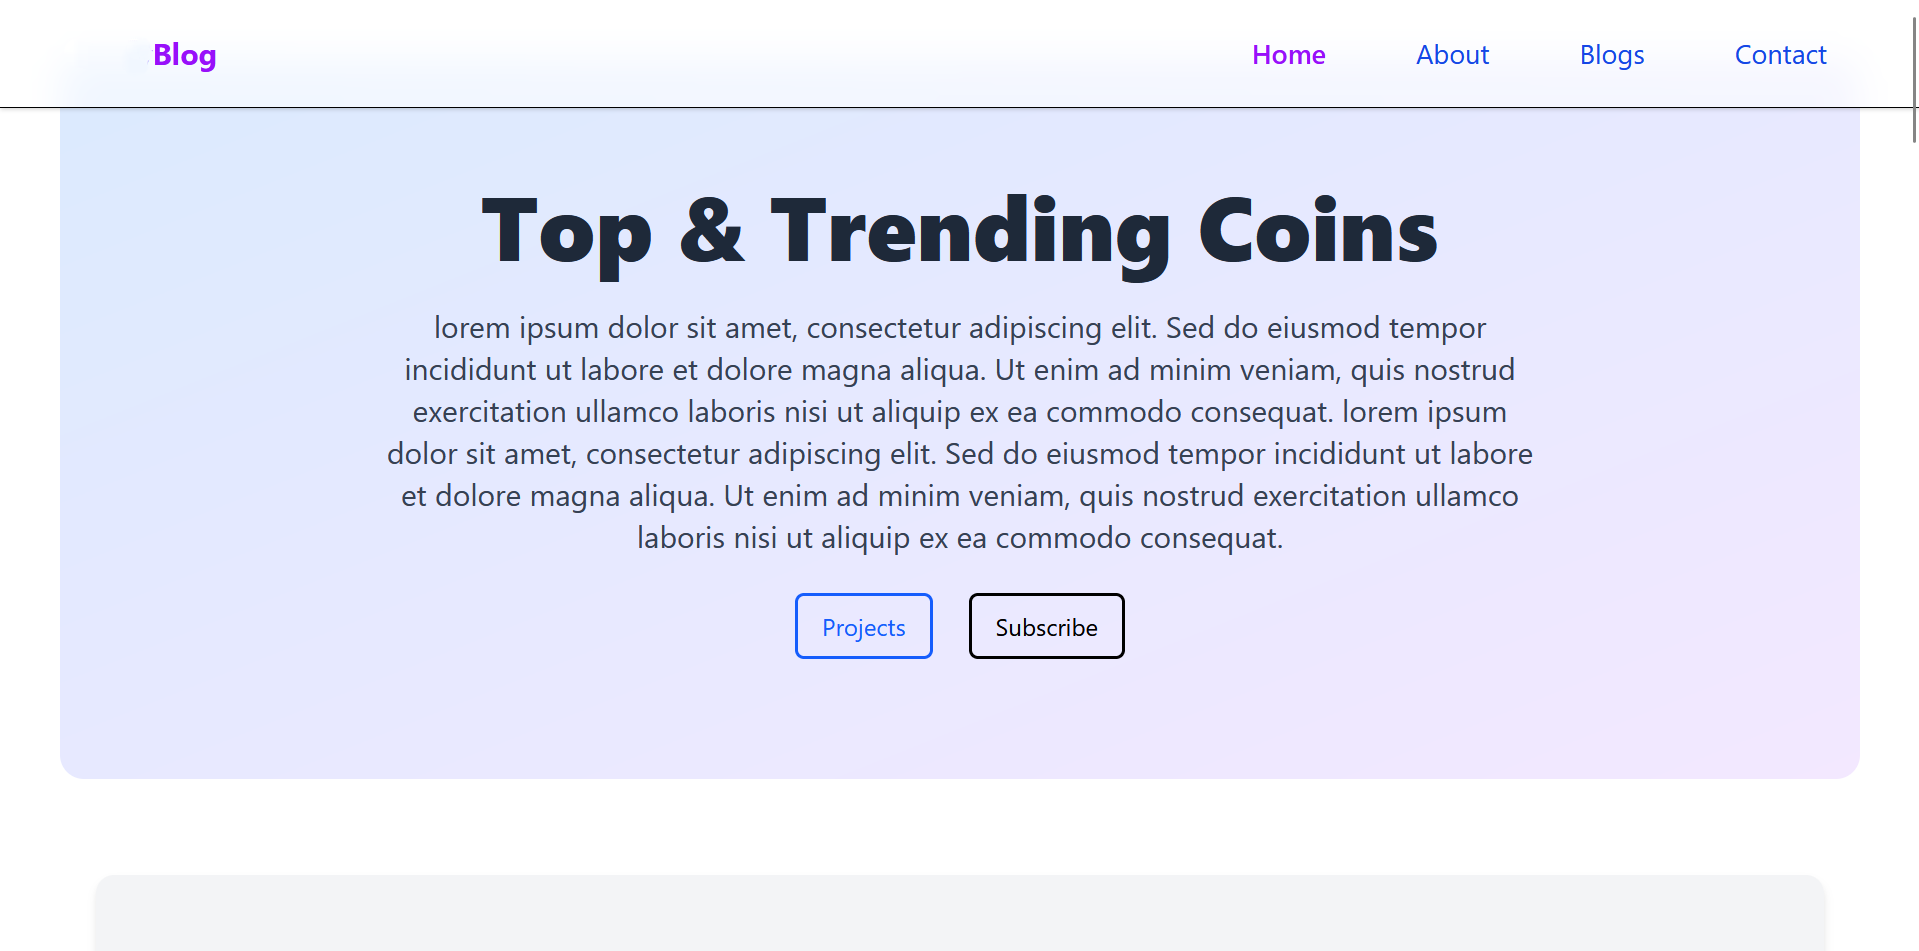 Blog
Home
About
Blogs
Contact
Top & Trending Coins
lorem ipsum dolor sit amet, consectetur adipiscing elit. Sed do eiusmod tempor
incididunt ut labore et dolore magna aliqua. Ut enim ad minim veniam, quis nostrud
exercitation ullamco laboris nisi ut aliquip ex ea commodo consequat. lorem ipsum
dolor sit amet, consectetur adipiscing elit. Sed do eiusmod tempor incididunt ut labore
et dolore magna aliqua. Ut enim ad minim veniam, quis nostrud exercitation ullamco
laboris nisi ut aliquip ex ea commodo consequat.
Projects
Subscribe